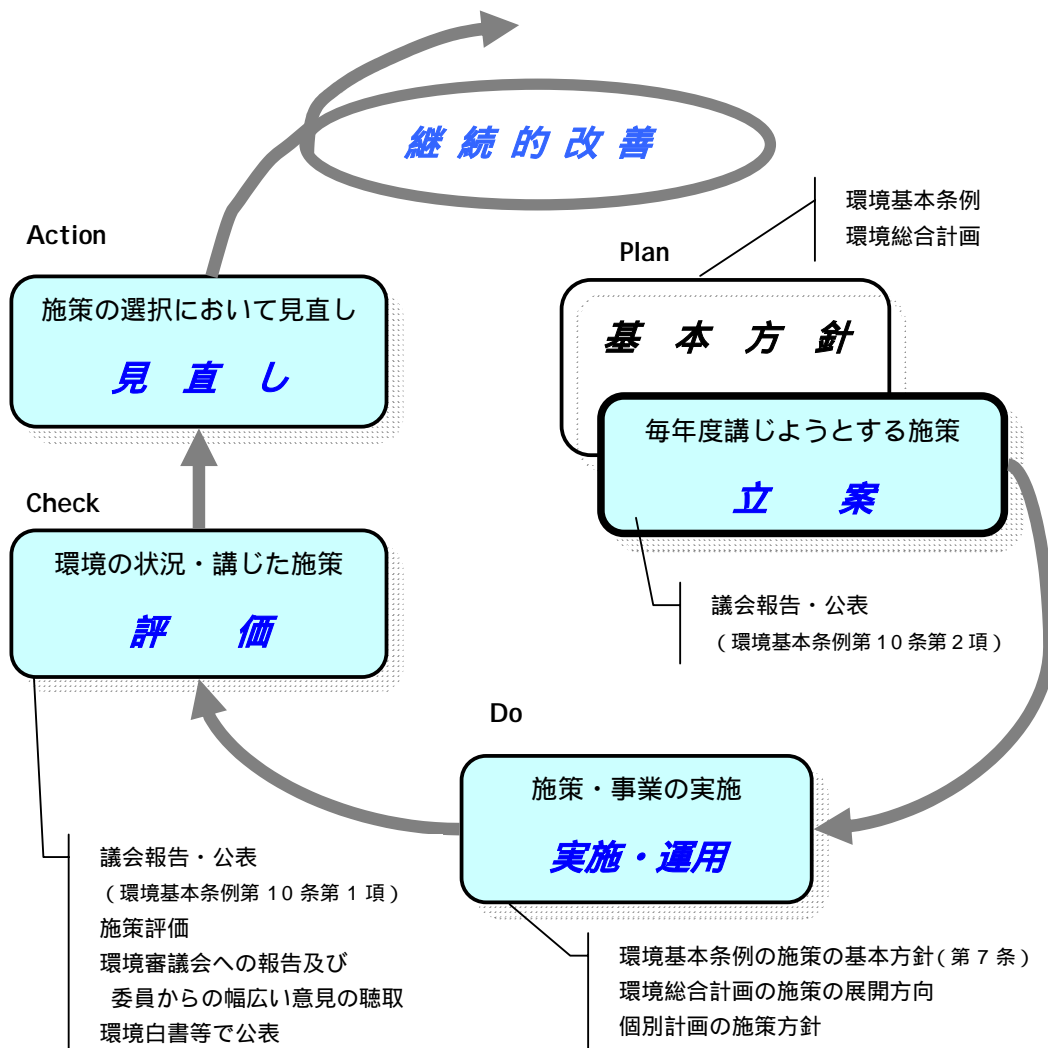 継続的改善
Action
施策の選択において見直し
見直し
Plan
環境基本条例
環境総合計画
基本方針
毎年度講じようとする施策
立案
議会報告・公表
（環境基本条例第10条第2項）
Check
環境の状況・講じた施策
評価
議会報告・公表
（環境基本条例第10条第1項）
施策評価
環境審議会への報告及び
委員からの幅広い意見の聴取
環境白書等で公表
Do
施策・事業の実施
実施・運用
環境基本条例の施策の基本方針（第7条）
環境総合計画の施策の展開方向
個別計画の施策方針